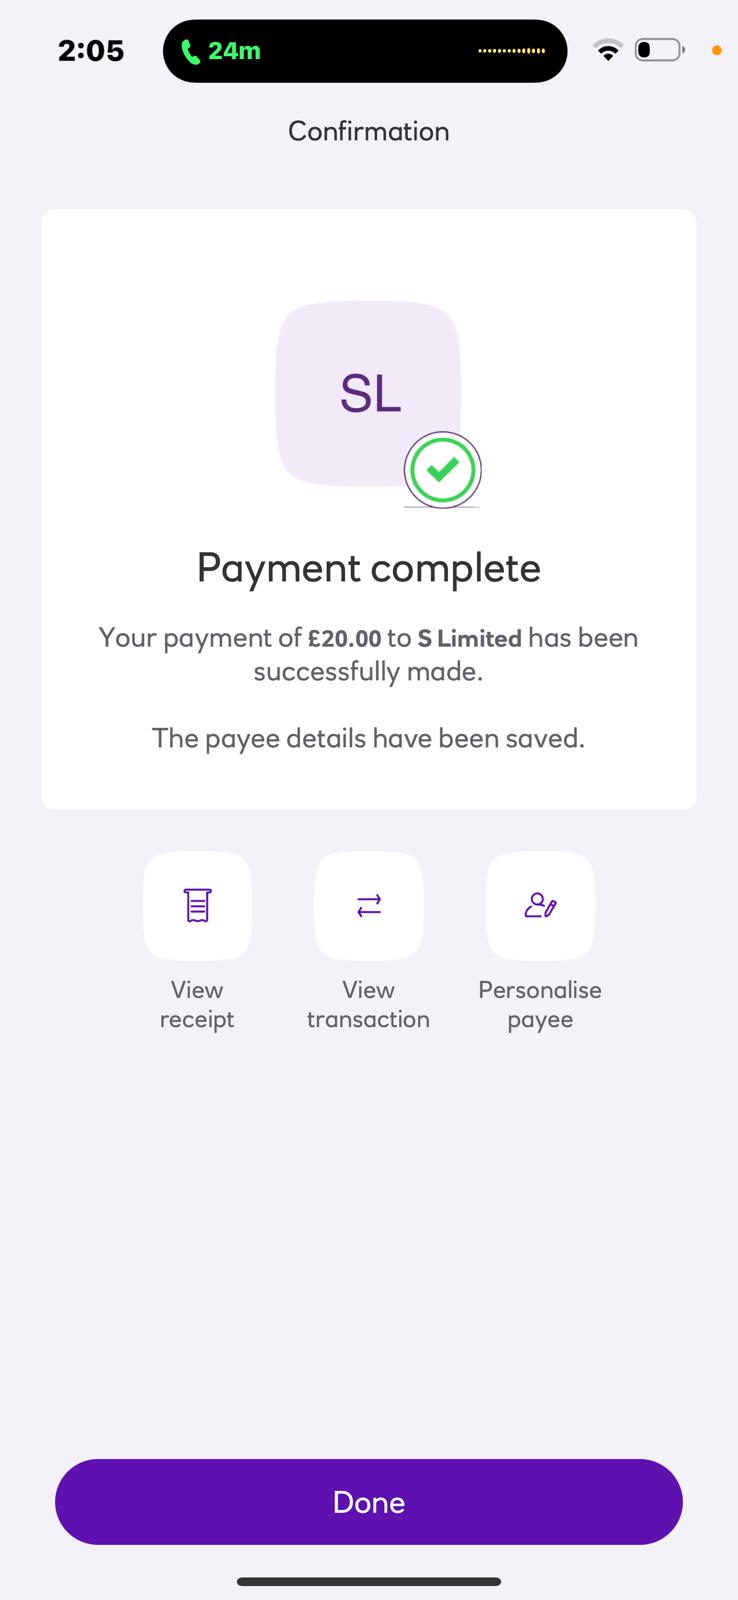 2:05
24m
Confirmation
SL
Payment complete
Your payment of £20.00 to S Limited has been
successfully made.
The payee details have been saved.
View
receipt
View
transaction
Personalise
payee
Done